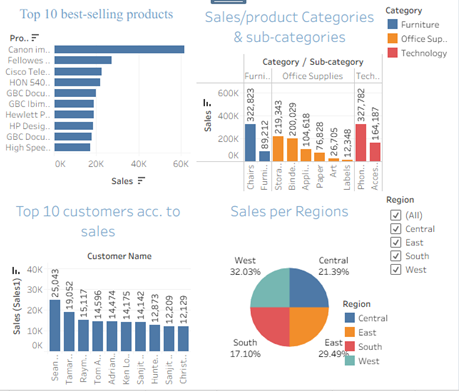 Top 10 best-selling products
Pro..
Canon im..
Fellowes ..
Cisco Tele..
HON 540..
GBC Docu..
GBC Ibim..
Hewlett P..
HP Desig..
GBC Docu..
High Spee..
0K 20K 40K 60K
Sales
Sales/product Categories
& sub-categories
Category / Sub-category
Furni.. Office Supplies Tech..
Sales
600K
400K
200K
0K
322,823
89,212
219,343
200,029
104,618
76,828
26,705
12,348
327,782
164,187
Chairs
Furni..
Stora..
Binde..
Appli..
Paper
Art
Labels
Phon..
Acces..
Category
Furniture
Office Sup..
Technology
Top 10 customers acc. to
sales
Customer Name
Sales (Sales1)
40K
30K
20K
10K
0K
25,043
19,052
15,117
14,596
14,474
14,175
14,142
12,873
12,209
12,129
Sean..
Tamar..
Raym..
Tom A..
Adrian..
Ken Lo..
Sanjit..
Hunte..
Sanjit..
Christ..
Sales per Regions
West
32.03%
Central
21.39%
South
17.10%
East
29.49%
Region
Central
East
South
West
Region
(All)
Central
East
South
West